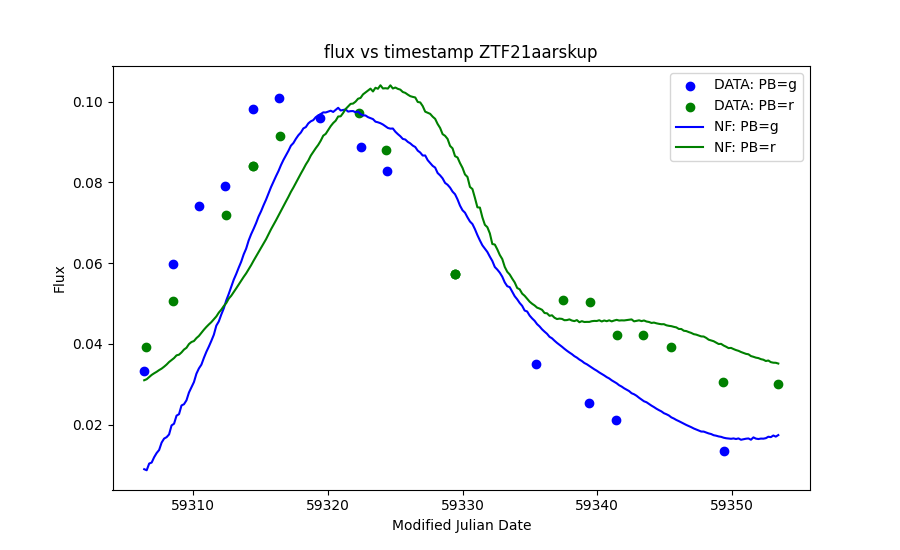 flux vs timestamp ZTF21aarskup
DATA: PB=g
DATA: PB=r
NF: PB=g
NF: PB=r
0.10
0.08
0.06
0.04
0.02
Flux
59310 59320 59330 59340 59350
Modified Julian Date